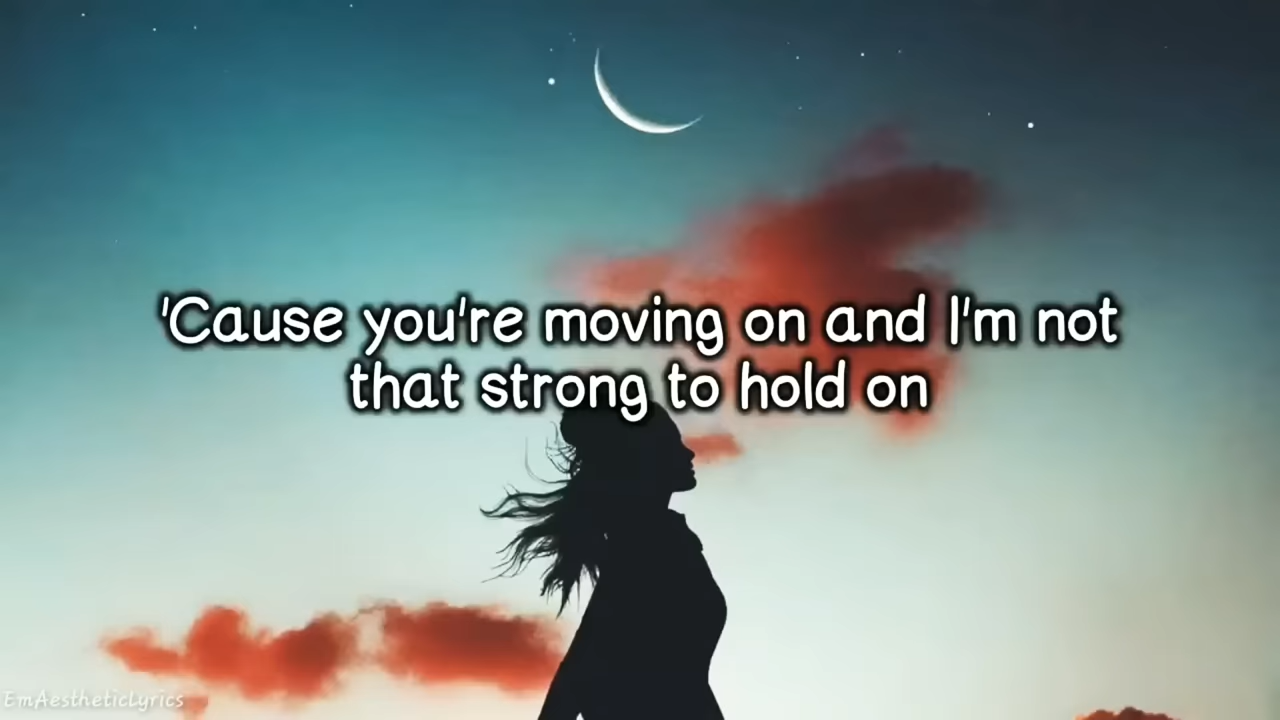 'Cause you're moving on and I'm not
that strong to hold on
EmAestheticLyrics